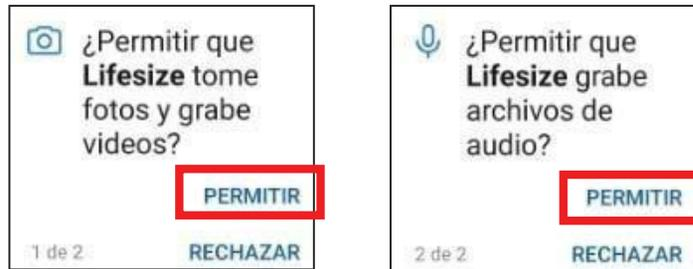 ¿Permitir que
Lifesize tome
fotos y grabe
videos?
PERMITIR
1 de 2
RECHAZAR
¿Permitir que
Lifesize grabe
archivos de
audio?
PERMITIR
2 de 2
RECHAZAR